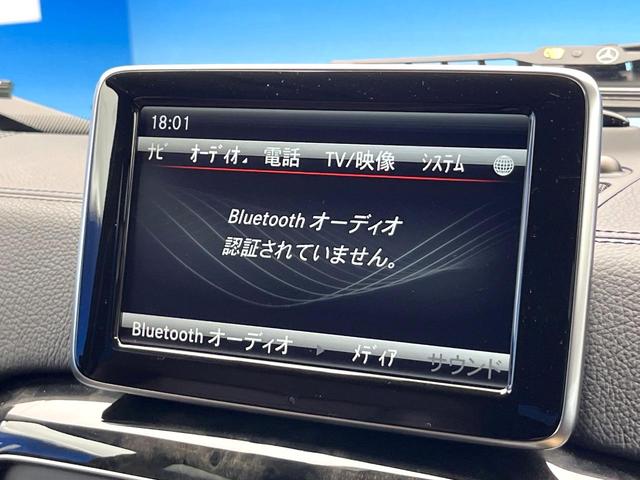 18:01
ナビ オーディオ 電話 TV/映像 システム
Bluetooth オーディオ
認証されていません。
Bluetooth オーディオ メディア サウンド